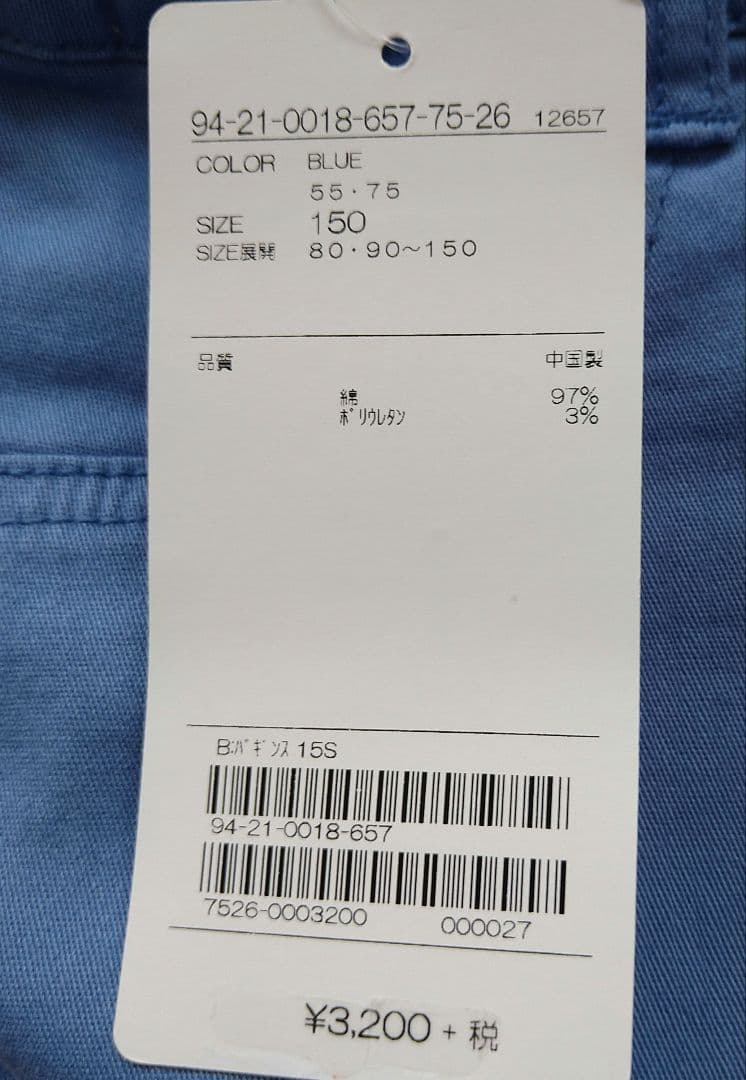 94-21-0018-657-75-26 12657
COLOR BLUE
55・75
SIZE 150
SIZE展開 80・90〜150
品質 中国製
綿 97%
ﾎﾟﾘｳﾚﾀﾝ 3%
B:ﾊﾟｷﾞﾝｽ 15S
94-21-0018-657
7526-0003200 000027
¥3,200 + 税